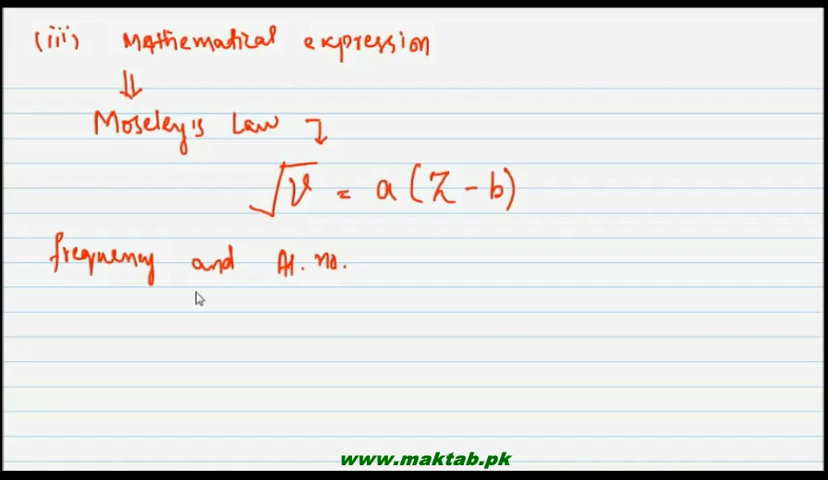 (iii) Mathematical expression
⇓
Moseley's Law
√ν = a (Z - b)
frequency and At. no.
www.maktab.pk